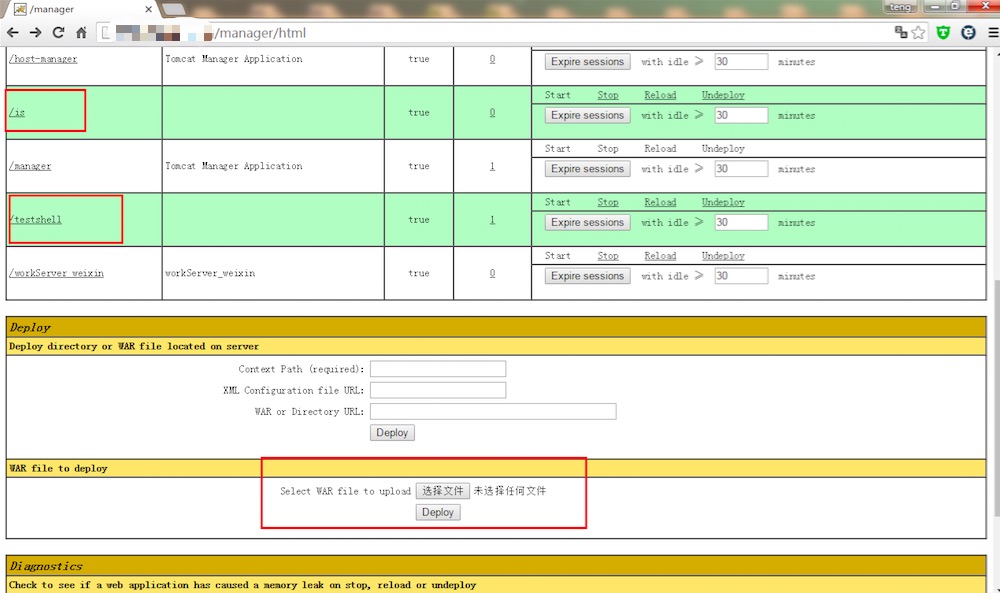 /manager
teng
/manager/html
/host-manager Tomcat Manager Application true 0
Expire sessions with idle ≥ 30 minutes
Start Stop Reload Undeploy
/is true 0
Expire sessions with idle ≥ 30 minutes
Start Stop Reload Undeploy
/manager Tomcat Manager Application true 1
Expire sessions with idle ≥ 30 minutes
Start Stop Reload Undeploy
/testshell true 1
Expire sessions with idle ≥ 30 minutes
Start Stop Reload Undeploy
/workServer_weixin workServer_weixin true 0
Expire sessions with idle ≥ 30 minutes
Deploy
Deploy directory or WAR file located on server
Context Path (required):
XML Configuration file URL:
WAR or Directory URL:
Deploy
WAR file to deploy
Select WAR file to upload 选择文件 未选择任何文件
Deploy
Diagnostics
Check to see if a web application has caused a memory leak on stop, reload or undeploy